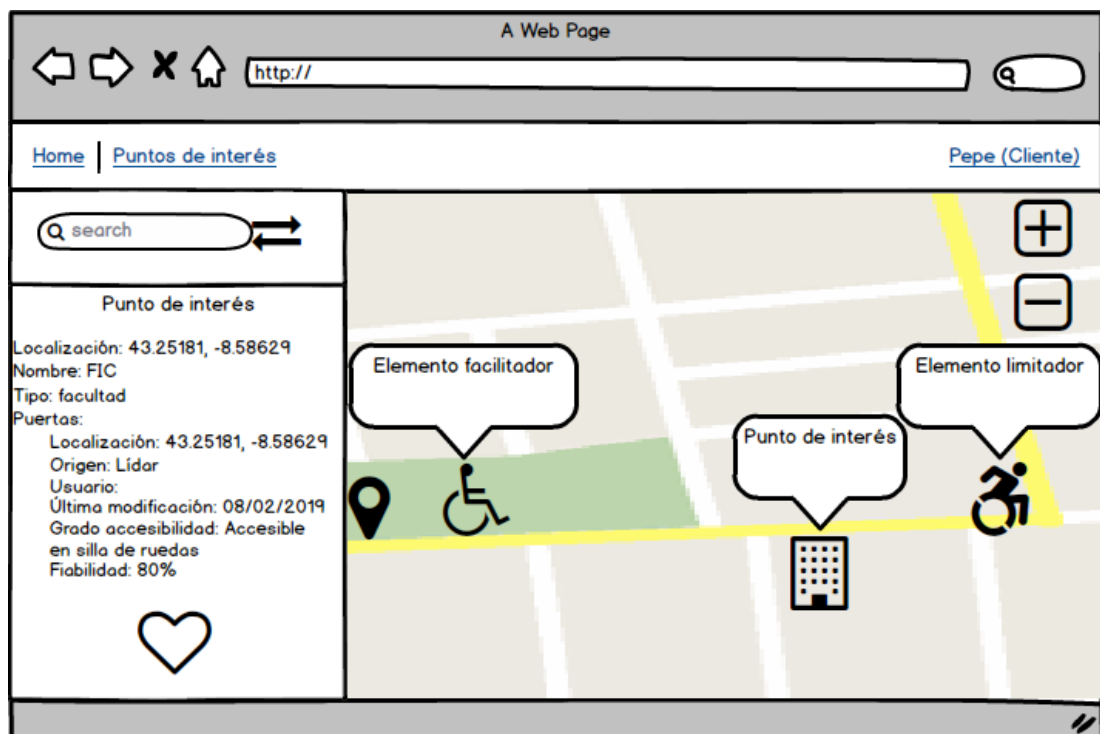 A Web Page
http://
Home
Puntos de interés
Pepe (Cliente)
search
Punto de interés
Localización: 43.25181, -8.58629
Nombre: FIC
Tipo: facultad
Puertas:
Localización: 43.25181, -8.58629
Origen: Lídar
Usuario:
Última modificación: 08/02/2019
Grado accesibilidad: Accesible
en silla de ruedas
Fiabilidad: 80%
Elemento facilitador
Punto de interés
Elemento limitador